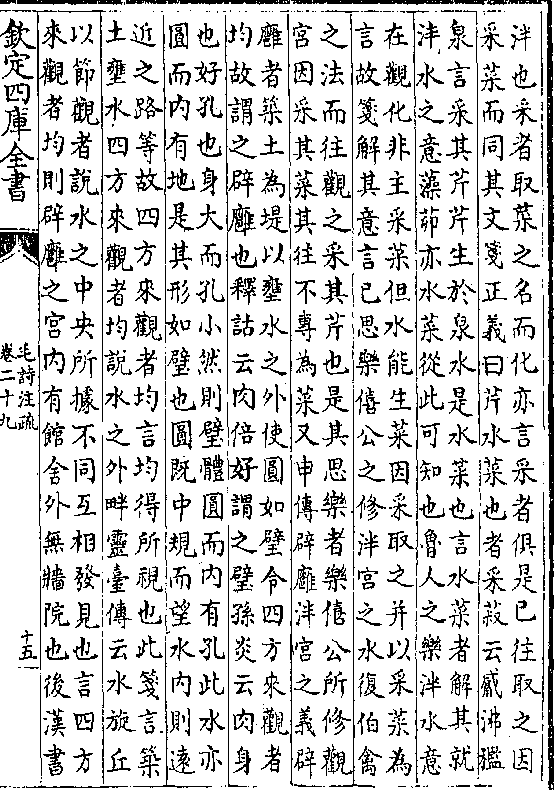 泮也采者取菜之名而化亦言采者俱是已往取之因
采菜而同其文箋正義曰芹水菜也者采菽云觱沸檻
泉言采其芹芹生於泉水是水菜也言水菜者解其就
泮水之意藻茆亦水菜從此可知也魯人之樂泮水意
在觀化非主采菜但水能生菜因采取之并以采菜為
言故箋解其意言已思樂僖公之修泮宮之水復伯禽
之法而往觀之采其芹也是其思樂者樂僖公所修觀
宮因采其菜其往不專為菜又申傳辟廱泮宮之義辟
廱者築土為堤以壅水之外使圓如璧令四方來觀者
均故謂之辟廱也釋詁云肉倍好謂之璧孫炎云肉身
也好孔也身大而孔小然則璧體圓而內有孔此水亦
圓而內有地是其形如璧也圓既中規而望水內則遠
近之路等故四方來觀者均言均得所視也此箋言築
土壅水四方來觀者均說水之外畔靈臺傳云水旋丘
以節觀者說水之中央所據不同互相發見也言四方
來觀者均則辟廱之宮內有館舍外無牆院也後漢書
欽定四庫全書
毛詩注疏
卷二十九
十五